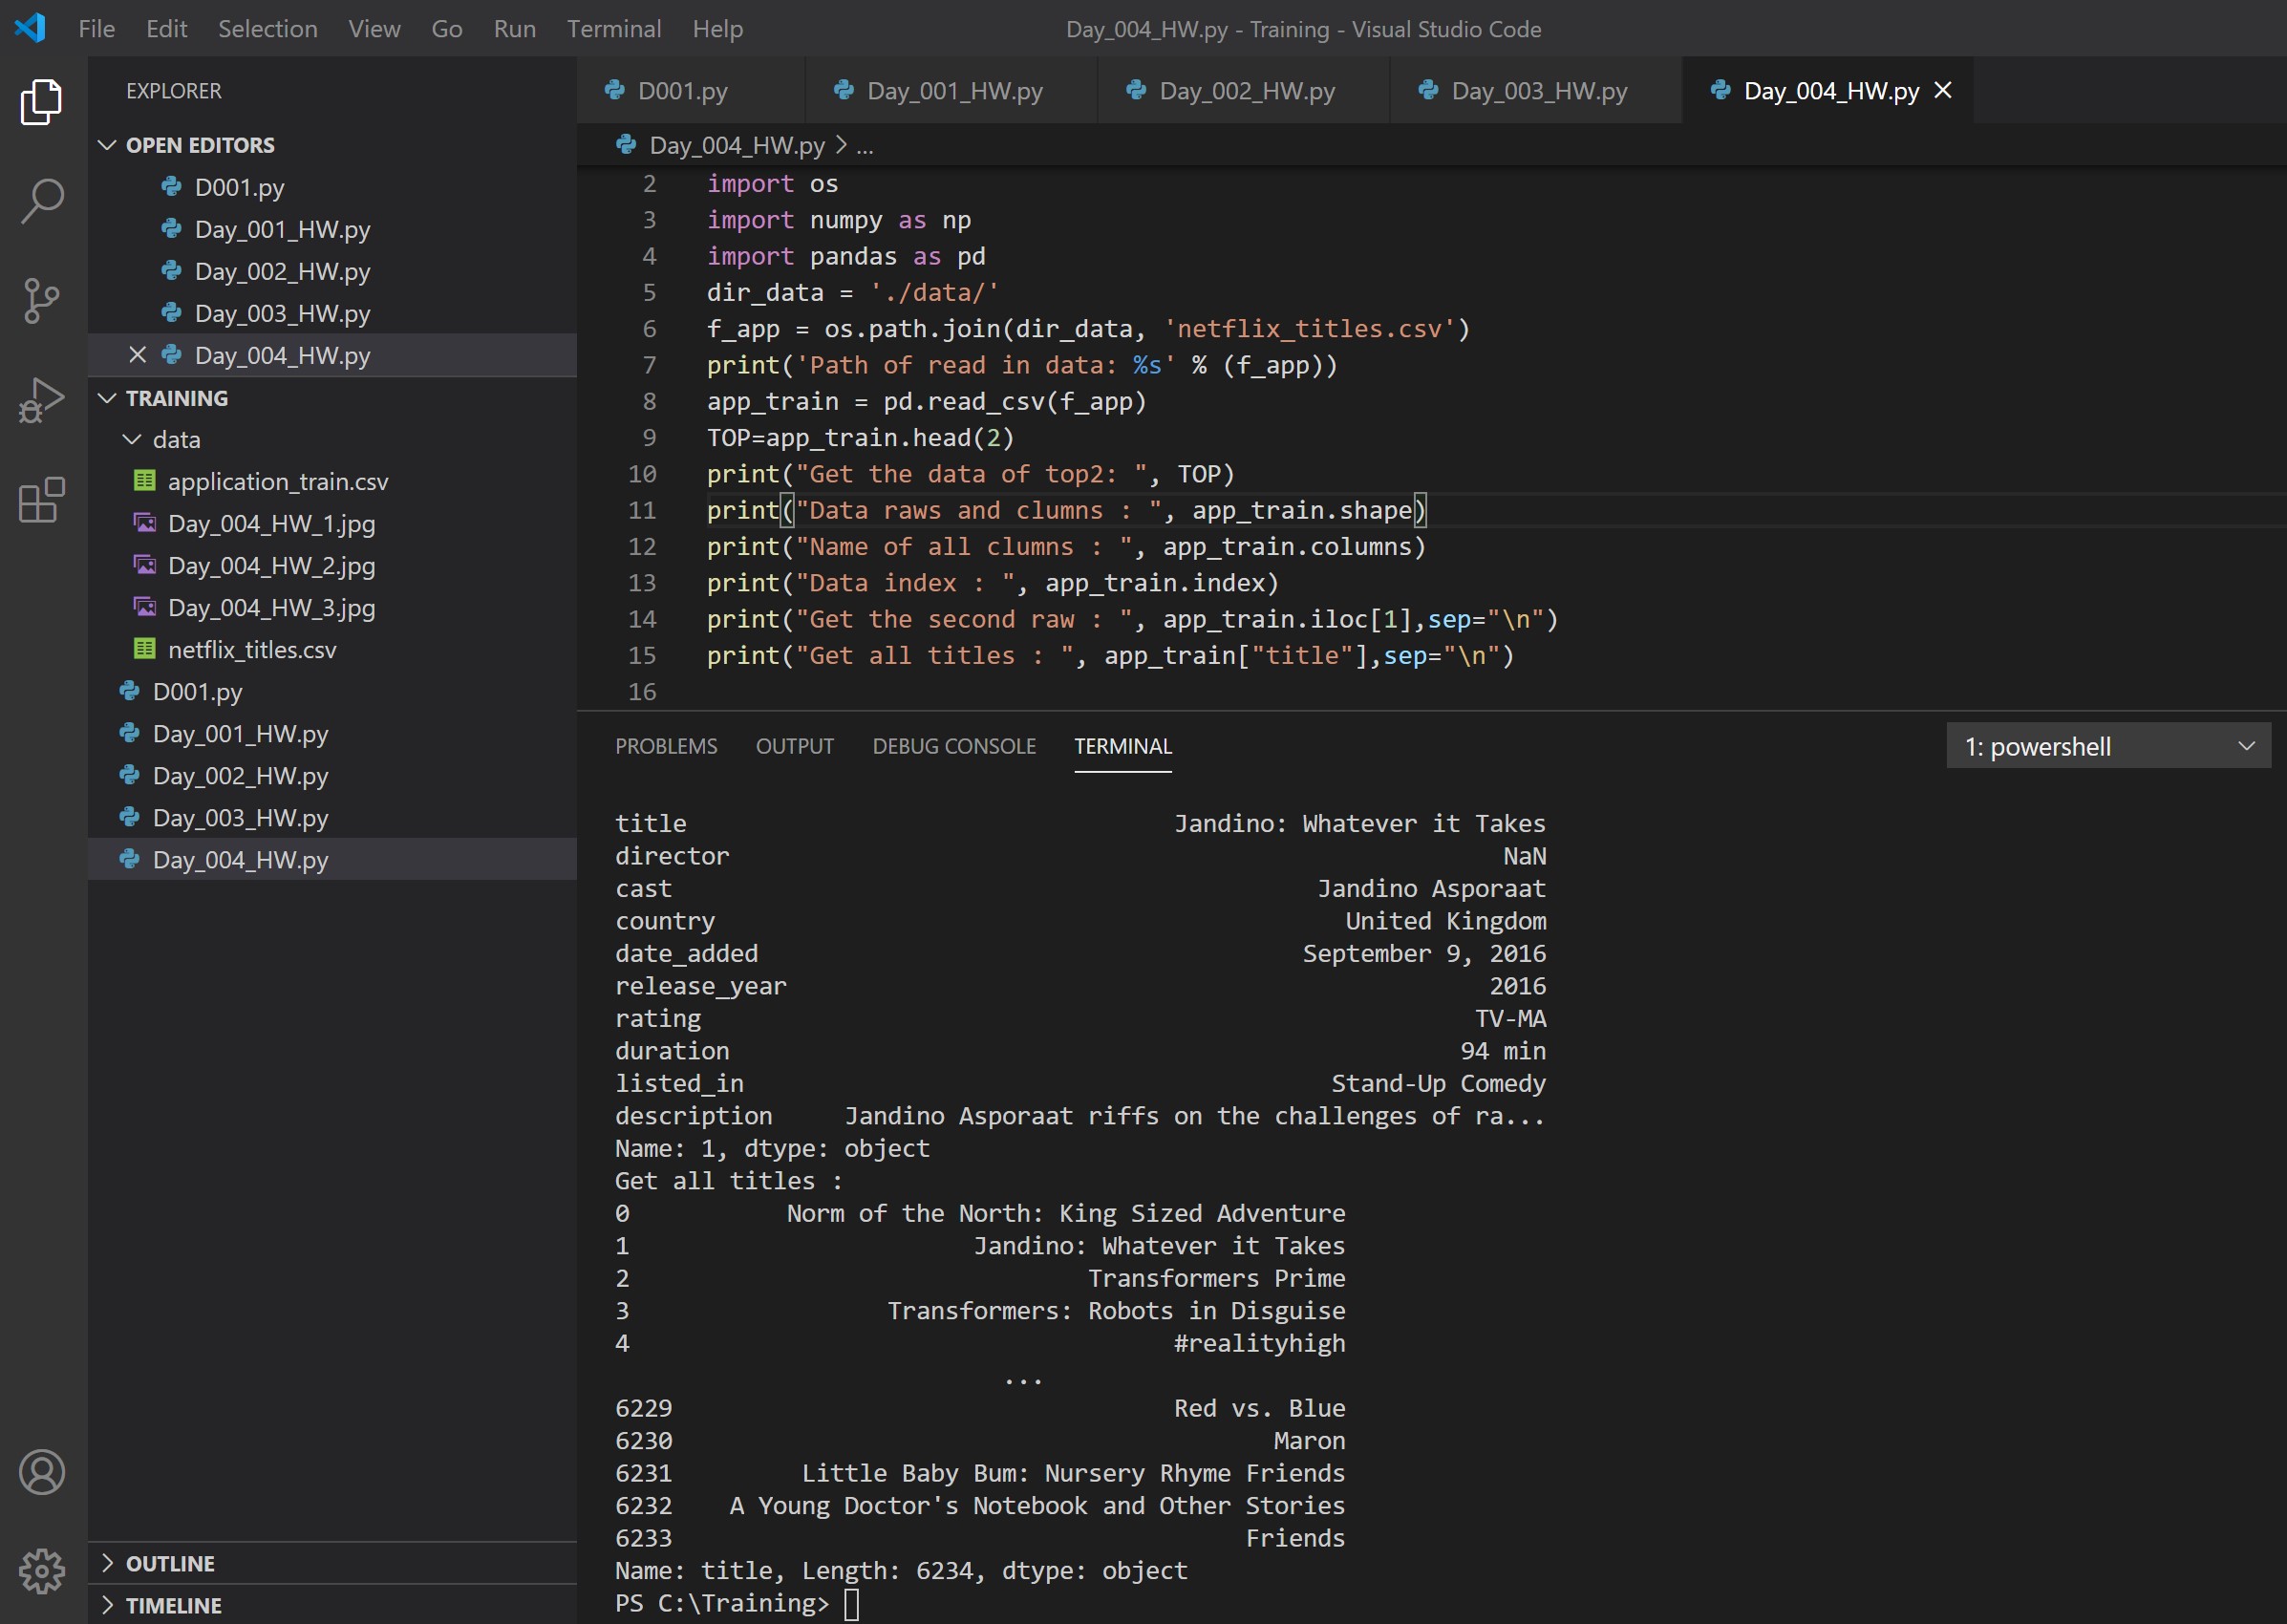 File Edit Selection View Go Run Terminal Help
Day_004_HW.py - Training - Visual Studio Code
EXPLORER
OPEN EDITORS
D001.py
Day_001_HW.py
Day_002_HW.py
Day_003_HW.py
Day_004_HW.py
TRAINING
data
application_train.csv
Day_004_HW_1.jpg
Day_004_HW_2.jpg
Day_004_HW_3.jpg
netflix_titles.csv
D001.py
Day_001_HW.py
Day_002_HW.py
Day_003_HW.py
Day_004_HW.py
OUTLINE
TIMELINE
D001.py Day_001_HW.py Day_002_HW.py Day_003_HW.py Day_004_HW.py
Day_004_HW.py > ...
2 import os
3 import numpy as np
4 import pandas as pd
5 dir_data = './data/'
6 f_app = os.path.join(dir_data, 'netflix_titles.csv')
7 print('Path of read in data: %s' % (f_app))
8 app_train = pd.read_csv(f_app)
9 TOP=app_train.head(2)
10 print("Get the data of top2: ", TOP)
11 print("Data raws and clumns : ", app_train.shape)
12 print("Name of all clumns : ", app_train.columns)
13 print("Data index : ", app_train.index)
14 print("Get the second raw : ", app_train.iloc[1],sep="\n")
15 print("Get all titles : ", app_train["title"],sep="\n")
16
PROBLEMS OUTPUT DEBUG CONSOLE TERMINAL
1: powershell
title Jandino: Whatever it Takes
director NaN
cast Jandino Asporaat
country United Kingdom
date_added September 9, 2016
release_year 2016
rating TV-MA
duration 94 min
listed_in Stand-Up Comedy
description Jandino Asporaat riffs on the challenges of ra...
Name: 1, dtype: object
Get all titles :
0 Norm of the North: King Sized Adventure
1 Jandino: Whatever it Takes
2 Transformers Prime
3 Transformers: Robots in Disguise
4 #realityhigh
...
6229 Red vs. Blue
6230 Maron
6231 Little Baby Bum: Nursery Rhyme Friends
6232 A Young Doctor's Notebook and Other Stories
6233 Friends
Name: title, Length: 6234, dtype: object
PS C:\Training>